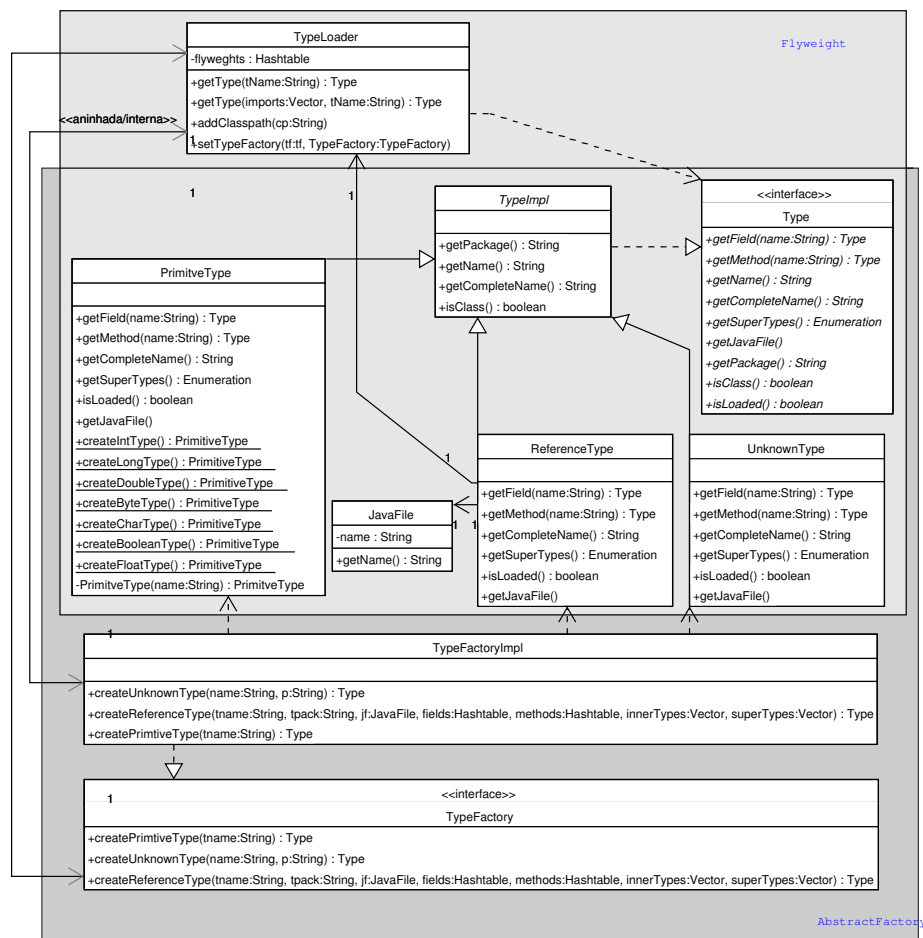 TypeLoader
-flyweghts : Hashtable
+getType(tName:String) : Type
+getType(imports:Vector, tName:String) : Type
+addClasspath(cp:String)
+setTypeFactory(tf:tf, TypeFactory:TypeFactory)
Flyweight
<<aninhada/interna>>
1
1
1
TypeImpl
+getPackage() : String
+getName() : String
+getCompleteName() : String
+isClass() : boolean
<<interface>>
Type
+getField(name:String) : Type
+getMethod(name:String) : Type
+getName() : String
+getCompleteName() : String
+getSuperTypes() : Enumeration
+getJavaFile()
+getPackage() : String
+isClass() : boolean
+isLoaded() : boolean
PrimitveType
+getField(name:String) : Type
+getMethod(name:String) : Type
+getCompleteName() : String
+getSuperTypes() : Enumeration
+isLoaded() : boolean
+getJavaFile()
+createIntType() : PrimitiveType
+createLongType() : PrimitiveType
+createDoubleType() : PrimitiveType
+createByteType() : PrimitiveType
+createCharType() : PrimitiveType
+createBooleanType() : PrimitiveType
+createFloatType() : PrimitiveType
-PrimitveType(name:String) : PrimitveType
1
JavaFile
-name : String
+getName() : String
1
1
ReferenceType
+getField(name:String) : Type
+getMethod(name:String) : Type
+getCompleteName() : String
+getSuperTypes() : Enumeration
+isLoaded() : boolean
+getJavaFile()
UnknownType
+getField(name:String) : Type
+getMethod(name:String) : Type
+getCompleteName() : String
+getSuperTypes() : Enumeration
+isLoaded() : boolean
+getJavaFile()
1
TypeFactoryImpl
+createUnknownType(name:String, p:String) : Type
+createReferenceType(tname:String, tpack:String, jf:JavaFile, fields:Hashtable, methods:Hashtable, innerTypes:Vector, superTypes:Vector) : Type
+createPrimtiveType(tname:String) : Type
1
<<interface>>
TypeFactory
+createPrimtiveType(tname:String) : Type
+createUnknownType(name:String, p:String) : Type
+createReferenceType(tname:String, tpack:String, jf:JavaFile, fields:Hashtable, methods:Hashtable, innerTypes:Vector, superTypes:Vector) : Type
AbstractFactory